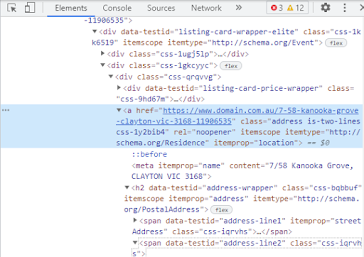 Elements Console Sources
3 12
-11906535">
<div data-testid="listing-card-wrapper-elite" class="css-1k
k6519" itemscope itemtype="http://schema.org/Event"> flex
<div class="css-1ugj5lp">…</div>
<div class="css-1gkcyyc"> flex
<div class="css-qrqvvg">
<div data-testid="listing-card-price-wrapper" class=
"css-9hd67m">…</div>
<a href="https://www.domain.com.au/7-58-kanooka-grove
-clayton-vic-3168-11906535" class="address is-two-lines
css-1y2bib4" rel="noopener" itemscope itemtype="http://
schema.org/Residence" itemprop="location"> == $0
::before
<meta itemprop="name" content="7/58 Kanooka Grove,
CLAYTON VIC 3168">
<h2 data-testid="address-wrapper" class="css-bqbbuf"
itemscope itemprop="address" itemtype="http://schema.
org/PostalAddress"> flex
<span data-testid="address-line1" itemprop="street
Address" class="css-iqrvhs">…</span>
<span data-testid="address-line2" class="css-iqrvh
s">